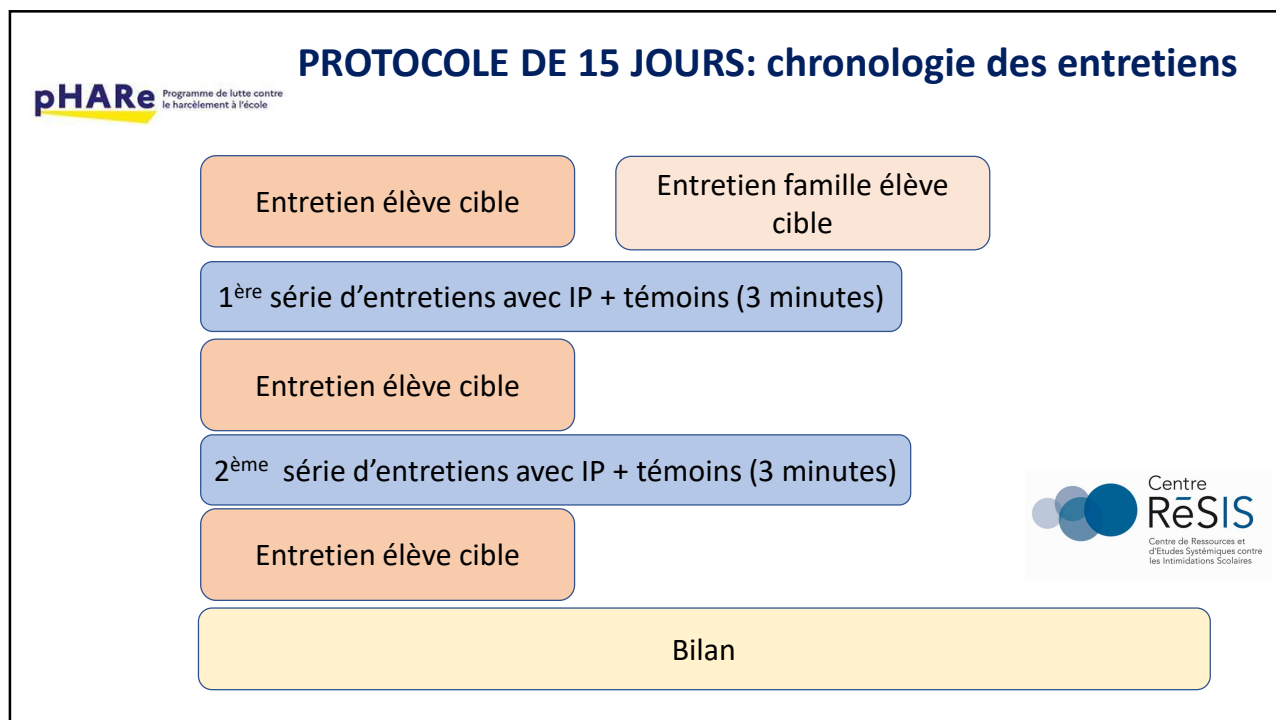 PROTOCOLE DE 15 JOURS: chronologie des entretiens
pHARe
Programme de lutte contre
le harcèlement à l'école
Entretien élève cible
Entretien famille élève
cible
1ère série d'entretiens avec IP + témoins (3 minutes)
Entretien élève cible
2ème série d'entretiens avec IP + témoins (3 minutes)
Entretien élève cible
Centre
RēSIS
Centre de Ressources et
d'Etudes Systémiques contre
les Intimidations Scolaires
Bilan